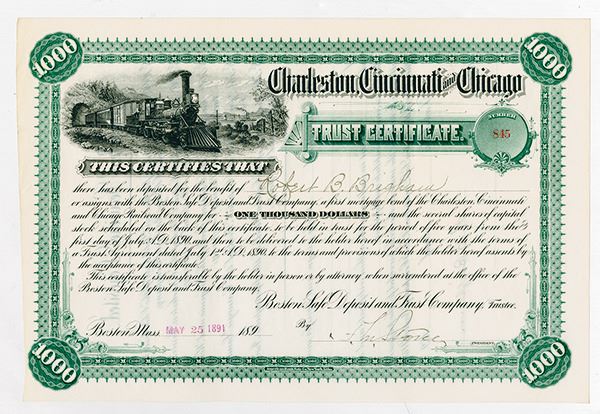 1000 1000
Charleston, Cincinnati and Chicago
TRUST CERTIFICATE.
NUMBER
845
THIS CERTIFIES THAT
there has been deposited for the benefit of Robert B. Brigham
or assigns with the Boston Safe Deposit and Trust Company, a first mortgage bond of the Charleston, Cincinnati
and Chicago Railroad Company for ONE THOUSAND DOLLARS and the several shares of capital
stock scheduled on the back of this certificate, to be held in trust for the period of five years from the
first day of July A.D. 1890, and then to be delivered to the holder hereof in accordance with the terms of
a Trust Agreement dated July 1st A.D. 1890, to the terms and provisions of which the holder hereof assents by
the acceptance of this certificate.
This certificate is transferable by the holder in person or by attorney when surrendered at the office of the
Boston Safe Deposit and Trust Company.
Boston Safe Deposit and Trust Company, Trustee.
Boston Mass. MAY 25 1891 189 By
PRESIDENT.
1000 1000